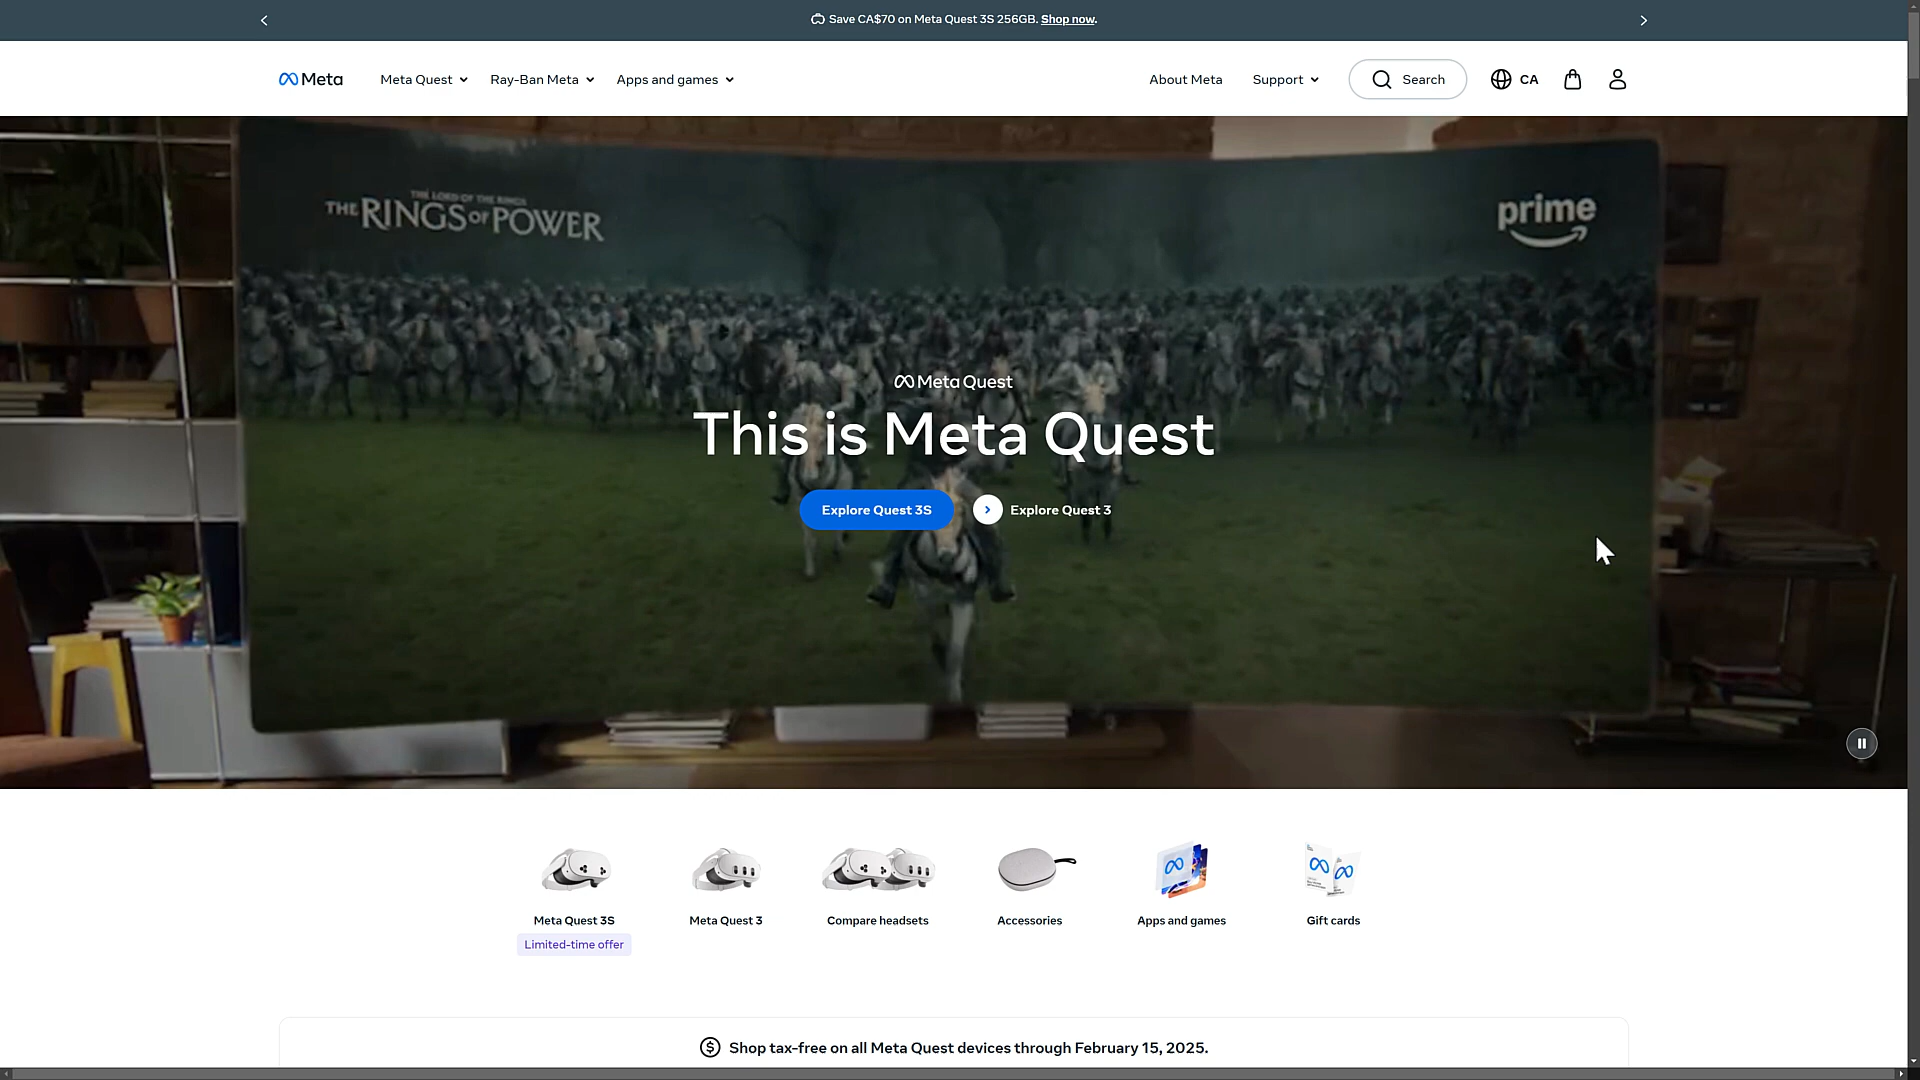 Save CA$70 on Meta Quest 3S 256GB. Shop now.
Meta
Meta Quest
Ray-Ban Meta
Apps and games
About Meta
Support
Search
CA
THE LORD OF THE RINGS
THE RINGS OF POWER
prime
Meta Quest
This is Meta Quest
Explore Quest 3S
Explore Quest 3
Meta Quest 3S
Limited-time offer
Meta Quest 3
Compare headsets
Accessories
Apps and games
Gift cards
Shop tax-free on all Meta Quest devices through February 15, 2025.